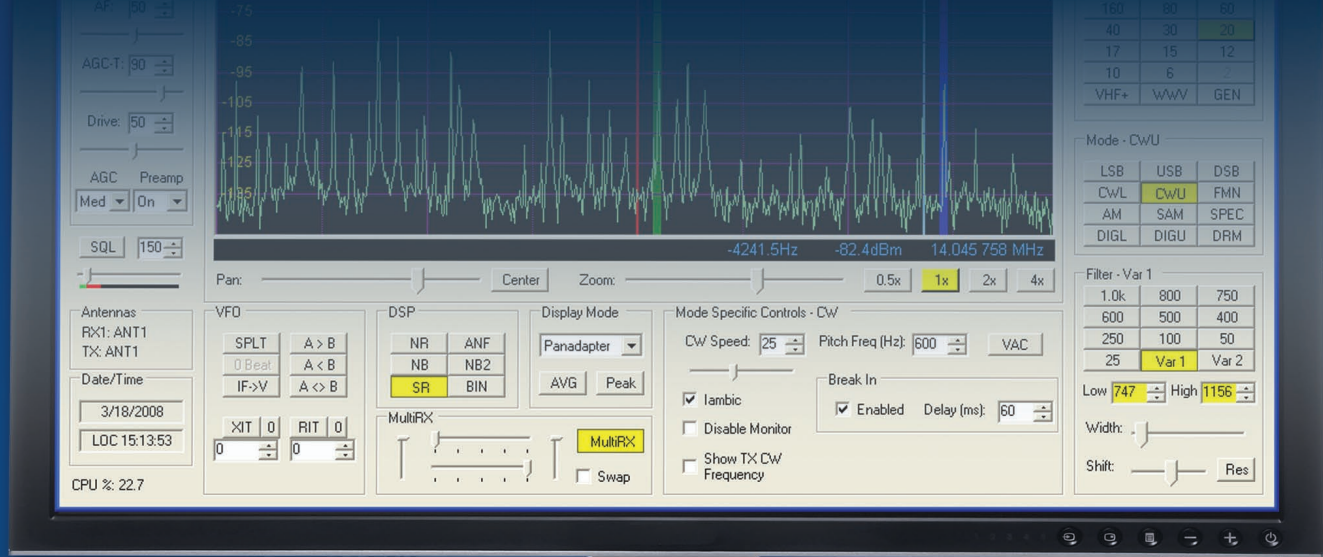 AF: 50
AGC-T: 90
Drive: 50
AGC Preamp
Med On
SQL 150
Antennas
RX1: ANT1
TX: ANT1
Date/Time
3/18/2008
LOC 15:13:53
CPU %: 22.7
-75
-85
-95
-105
-115
-125
-135
-4241.5Hz -82.4dBm 14.045 758 MHz
Pan: Center Zoom: 0.5x 1x 2x 4x
VFO
SPLT A > B
0 Beat A < B
IF->V A <> B
XIT 0 RIT 0
0 0
DSP
NR ANF
NB NB2
SR BIN
Display Mode
Panadapter
AVG Peak
MultiRX
MultiRX
Swap
Mode Specific Controls - CW
CW Speed: 25 Pitch Freq (Hz): 600 VAC
Iambic
Disable Monitor
Show TX CW
Frequency
Break In
Enabled Delay (ms): 60
160 80 60
40 30 20
17 15 12
10 6 2
VHF+ WWV GEN
Mode - CWU
LSB USB DSB
CWL CWU FMN
AM SAM SPEC
DIGL DIGU DRM
Filter - Var 1
1.0k 800 750
600 500 400
250 100 50
25 Var 1 Var 2
Low 747 High 1156
Width:
Shift: Res